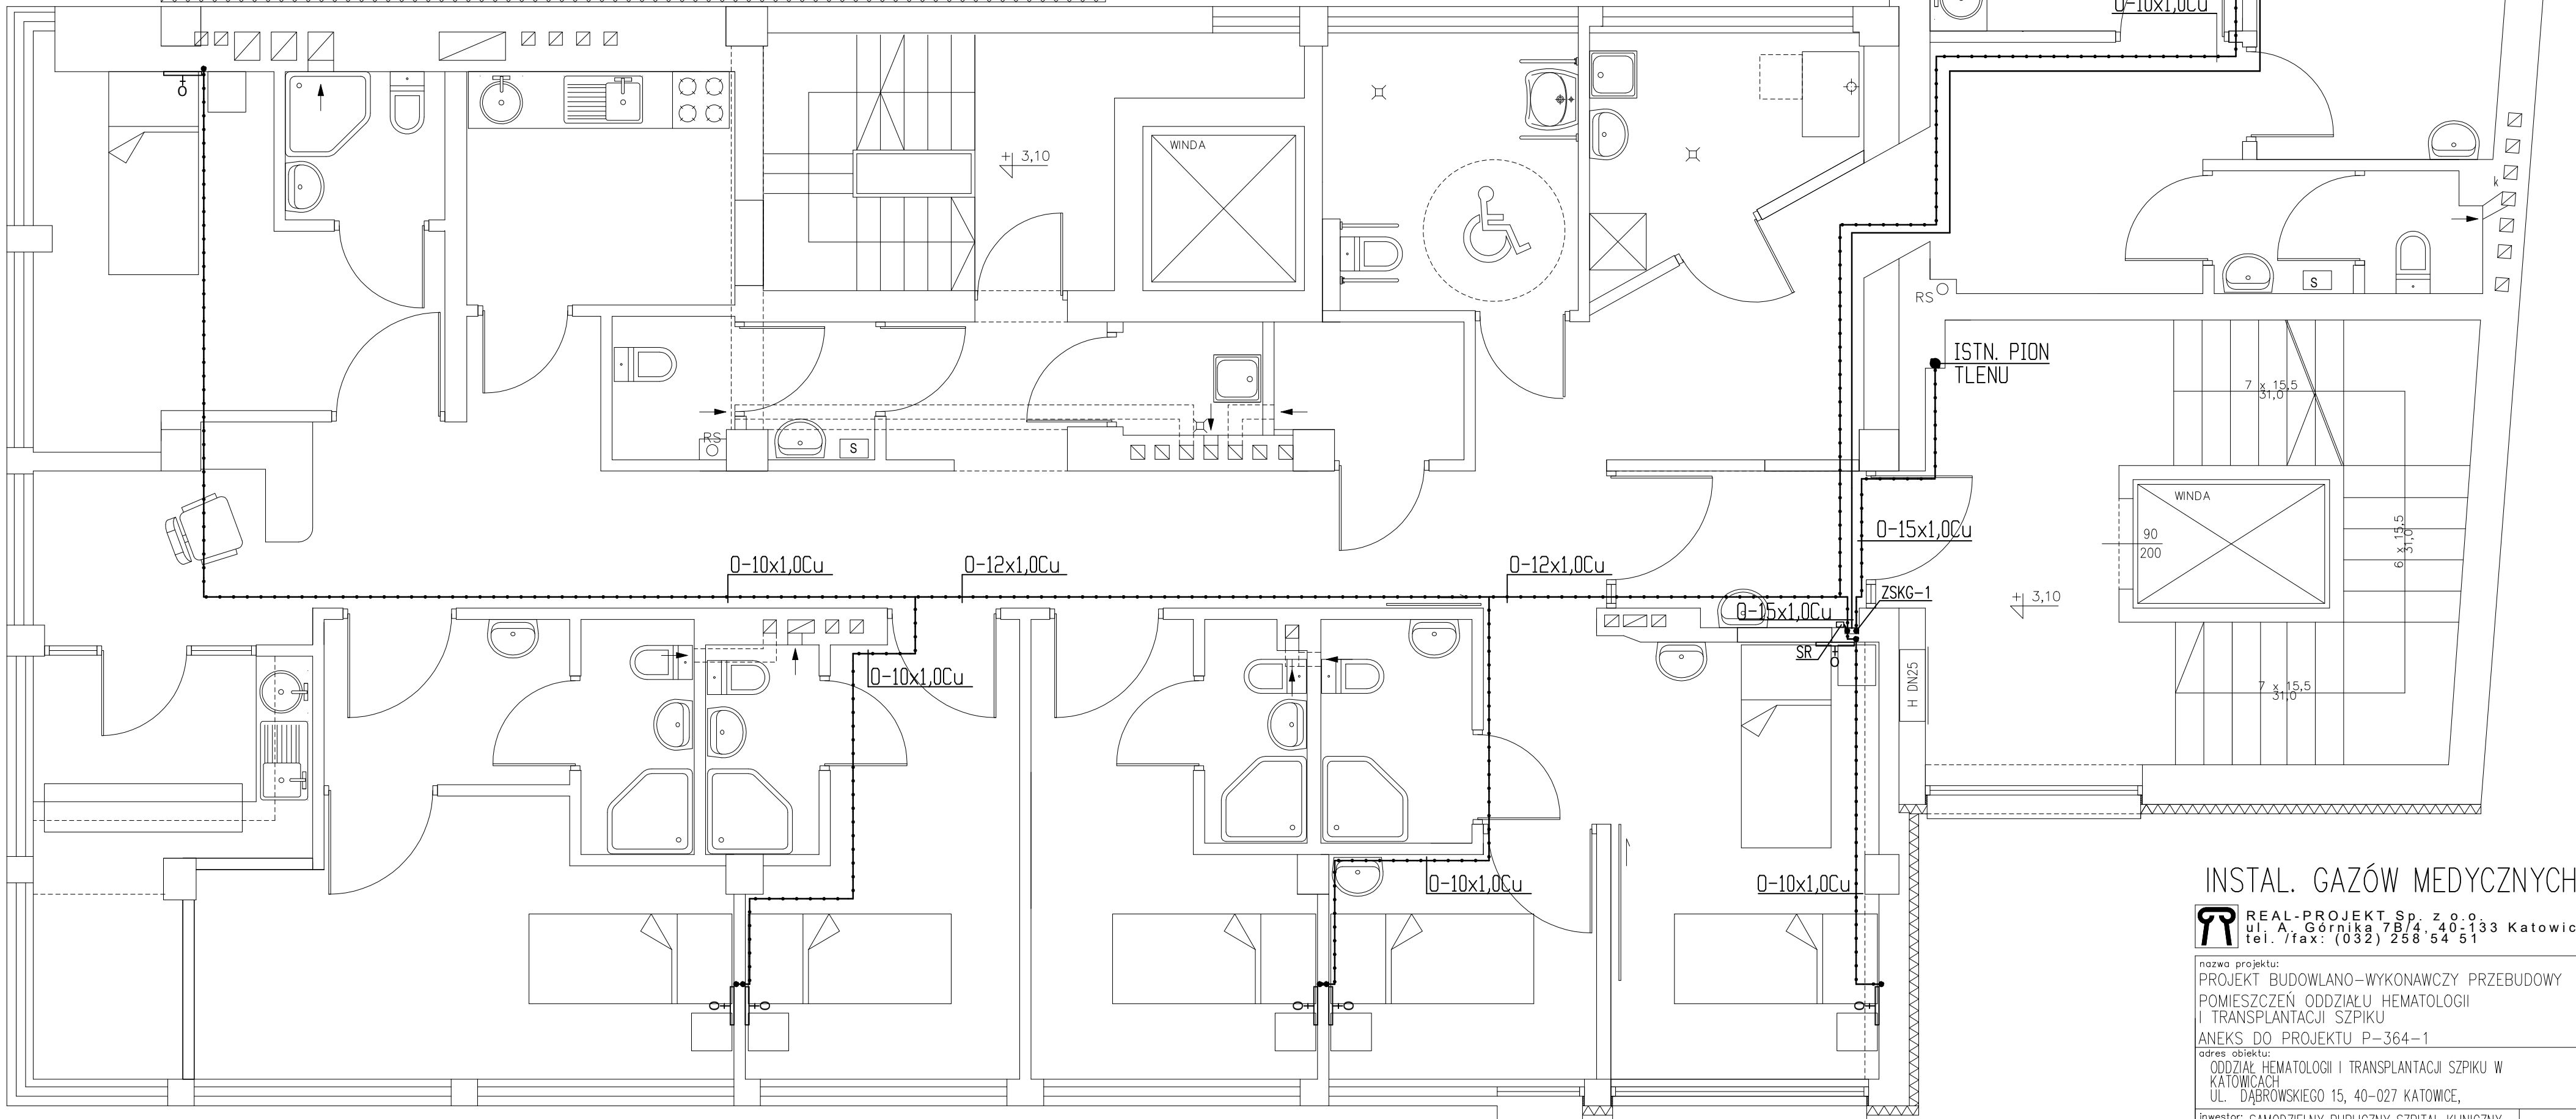 O-10x1,0Cu
WINDA
+ 3,10
k
RS
S
ISTN. PION
TLENU
7 x 15,5
31,0
RS
S
WINDA
90
200
6 x 15,5
31,0
O-15x1,0Cu
O-10x1,0Cu
O-12x1,0Cu
O-12x1,0Cu
ZSKG-1
O-15x1,0Cu
+ 3,10
SR
H DN25
O-10x1,0Cu
7 x 15,5
31,0
O-10x1,0Cu
O-10x1,0Cu
INSTAL. GAZÓW MEDYCZNYCH
REAL-PROJEKT Sp. z o.o.
ul. A. Górnika 7B/4, 40-133 Katowic
tel. /fax: (032) 258 54 51
nazwa projektu:
PROJEKT BUDOWLANO-WYKONAWCZY PRZEBUDOWY
POMIESZCZEŃ ODDZIAŁU HEMATOLOGII
I TRANSPLANTACJI SZPIKU
ANEKS DO PROJEKTU P-364-1
adres obiektu:
ODDZIAŁ HEMATOLOGII I TRANSPLANTACJI SZPIKU W
KATOWICACH
UL. DĄBROWSKIEGO 15, 40-027 KATOWICE,
inwestor: SAMODZIELNY PUBLICZNY SZPITAL KLINICZNY